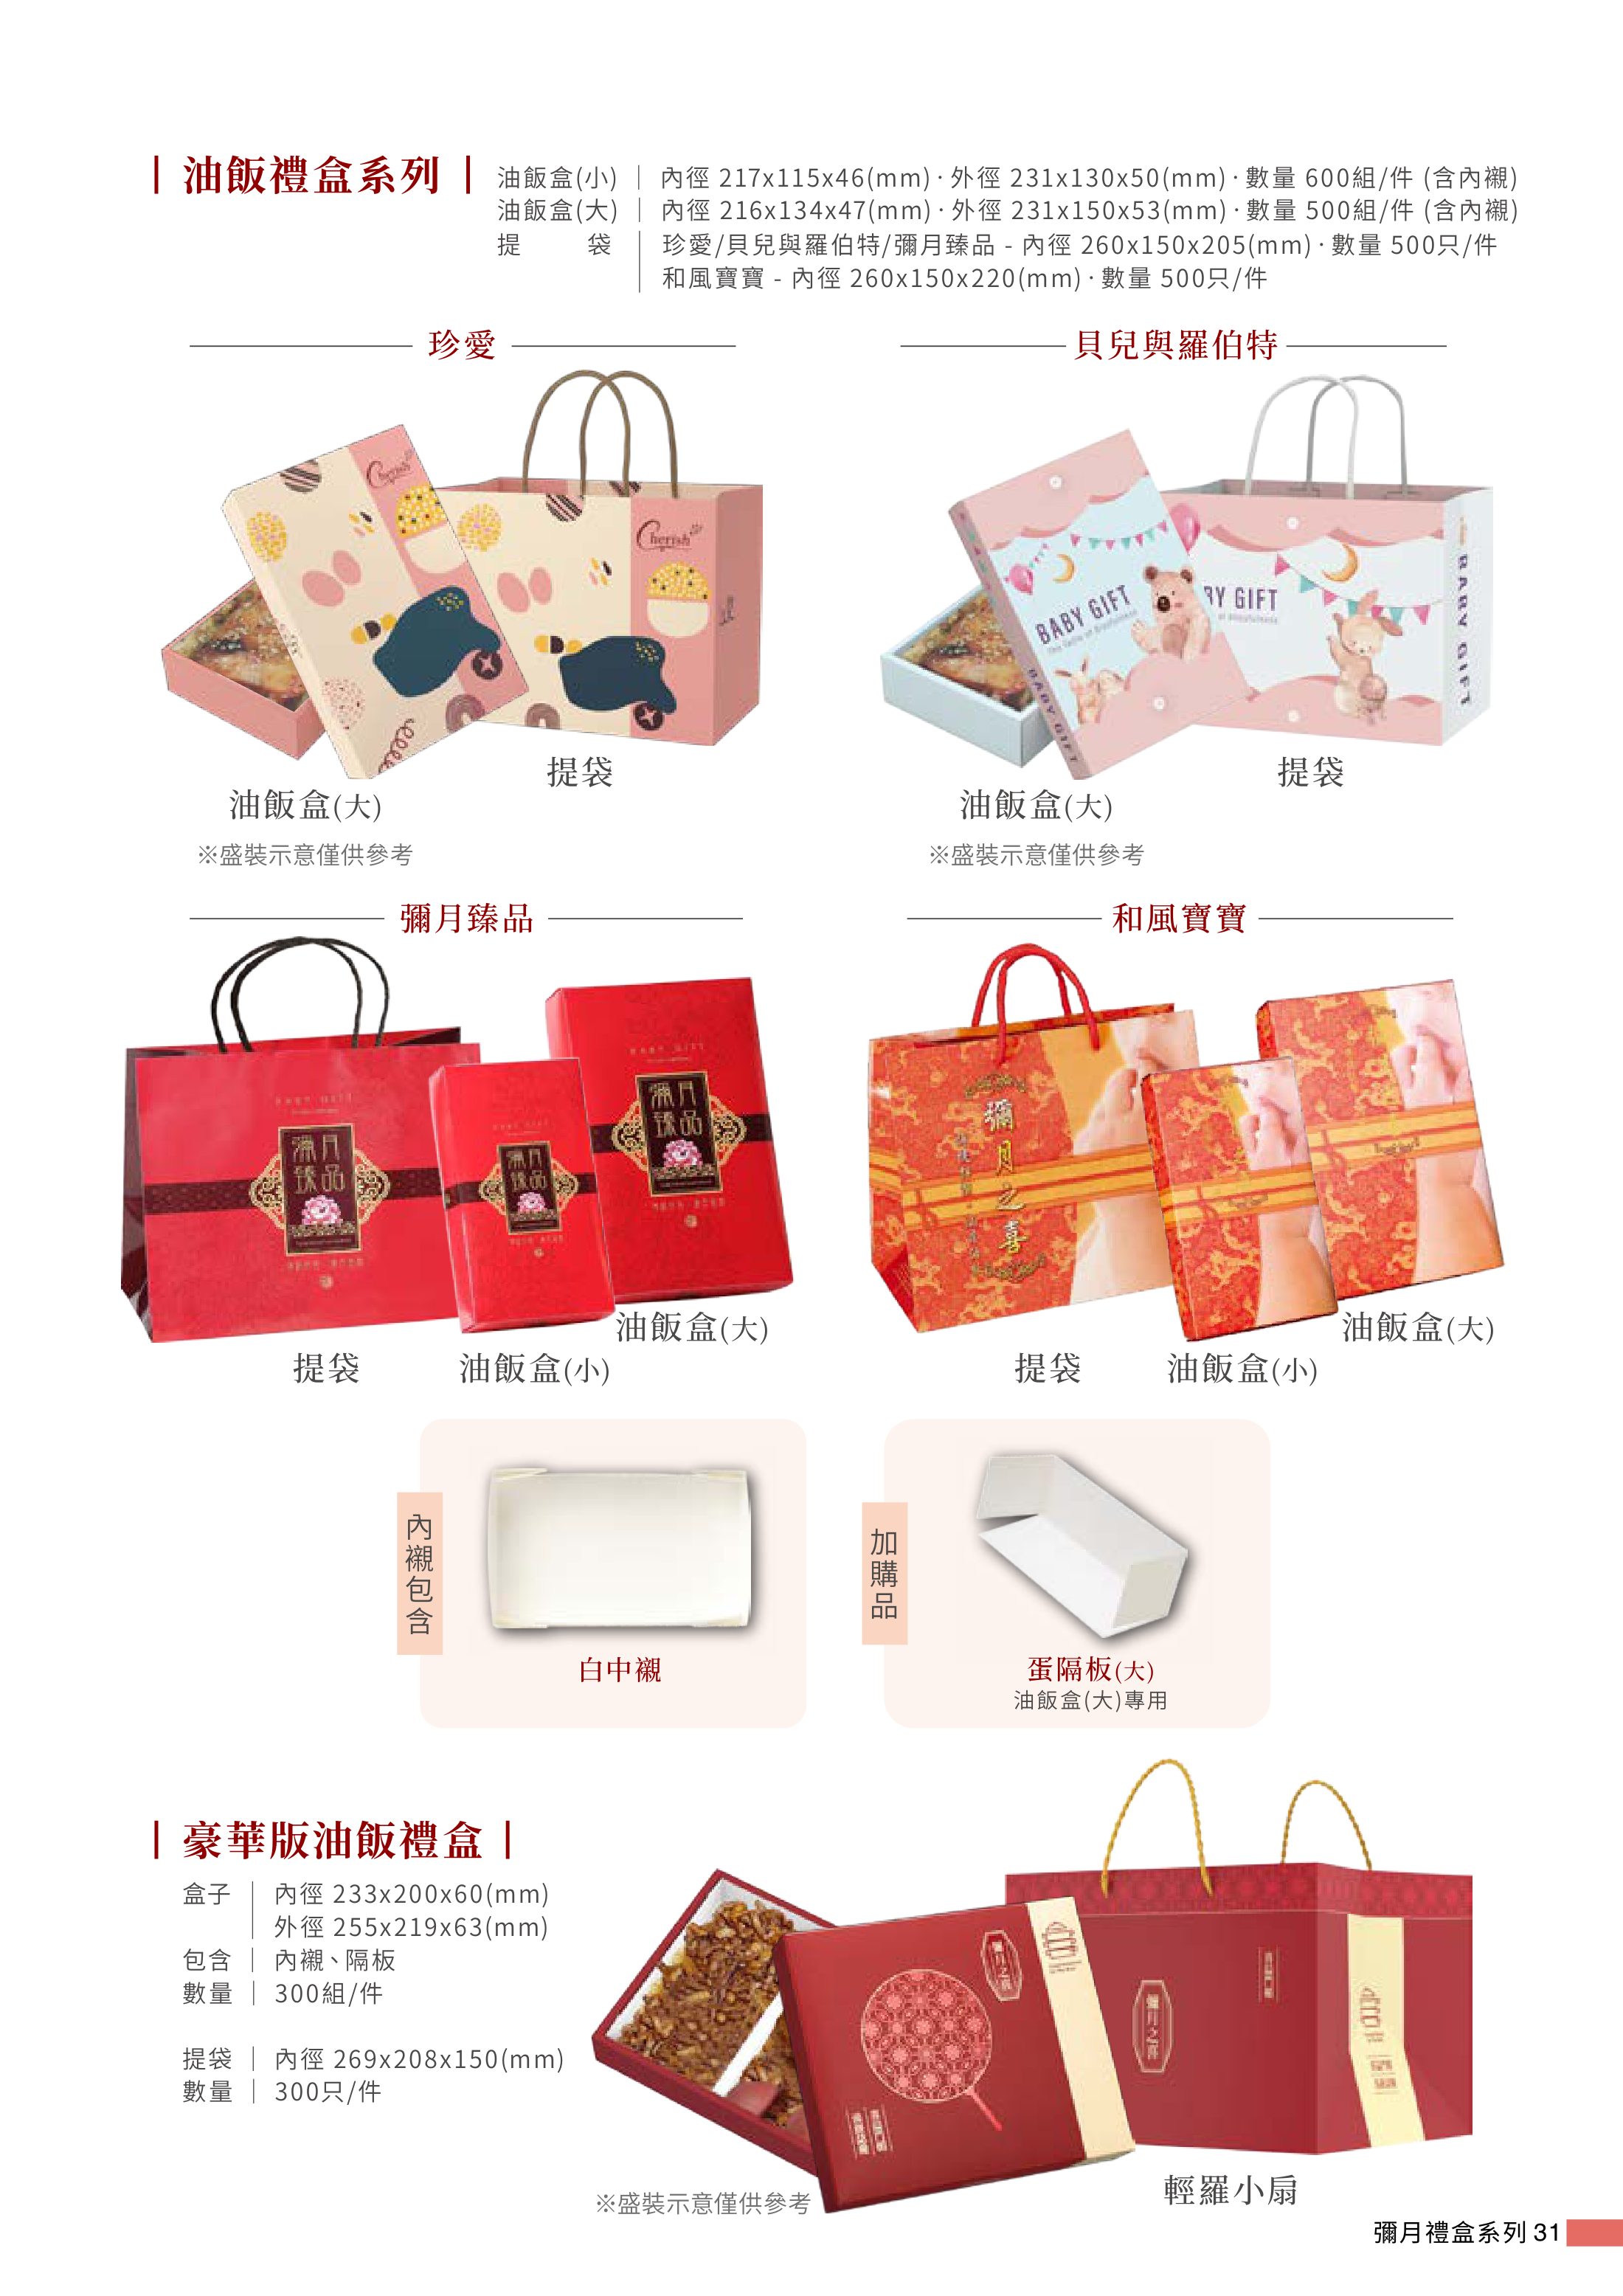 油飯禮盒系列
油飯盒(小) 內徑 217x115x46(mm)·外徑 231x130x50(mm)·數量 600組/件 (含內襯)
油飯盒(大) 內徑 216x134x47(mm)·外徑 231x150x53(mm)·數量 500組/件 (含內襯)
提袋 珍愛/貝兒與羅伯特/彌月臻品 - 內徑 260x150x205(mm)·數量 500只/件
和風寶寶 - 內徑 260x150x220(mm)·數量 500只/件
珍愛
貝兒與羅伯特
Cherish
Cherish
BABY GIFT
BABY GIFT
BY GIFT
BABY GIFT
提袋
油飯盒(大)
※盛裝示意僅供參考
提袋
油飯盒(大)
※盛裝示意僅供參考
彌月臻品
和風寶寶
BABY GIFT
彌月臻品
彌月臻品
BABY GIFT
彌月臻品
彌月之喜
油飯盒(大)
提袋
油飯盒(小)
油飯盒(大)
提袋
油飯盒(小)
內襯包含
白中襯
加購品
蛋隔板(大)
油飯盒(大)專用
豪華版油飯禮盒
盒子 內徑 233x200x60(mm)
外徑 255x219x63(mm)
包含 內襯、隔板
數量 300組/件
提袋 內徑 269x208x150(mm)
數量 300只/件
彌月之喜
彌月之喜
※盛裝示意僅供參考
輕羅小扇
彌月禮盒系列 31